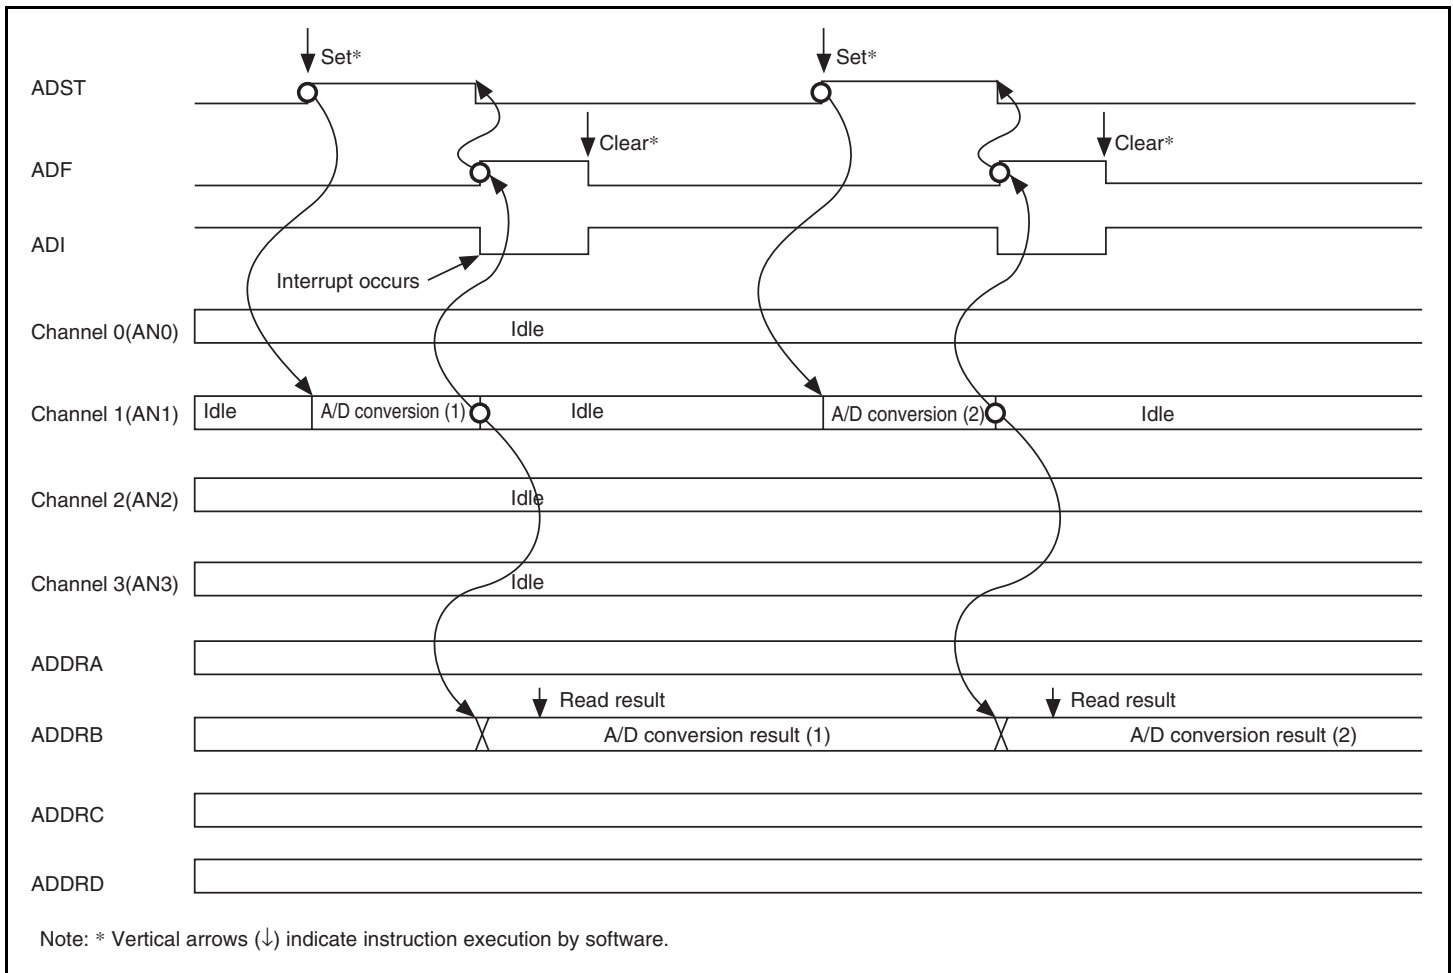 Set* Set*
ADST
Clear* Clear*
ADF
ADI
Interrupt occurs
Channel 0(AN0) Idle
Channel 1(AN1) Idle A/D conversion (1) Idle A/D conversion (2) Idle
Channel 2(AN2) Idle
Channel 3(AN3) Idle
ADDRA
Read result Read result
ADDRB A/D conversion result (1) A/D conversion result (2)
ADDRC
ADDRD
Note: * Vertical arrows (↓) indicate instruction execution by software.